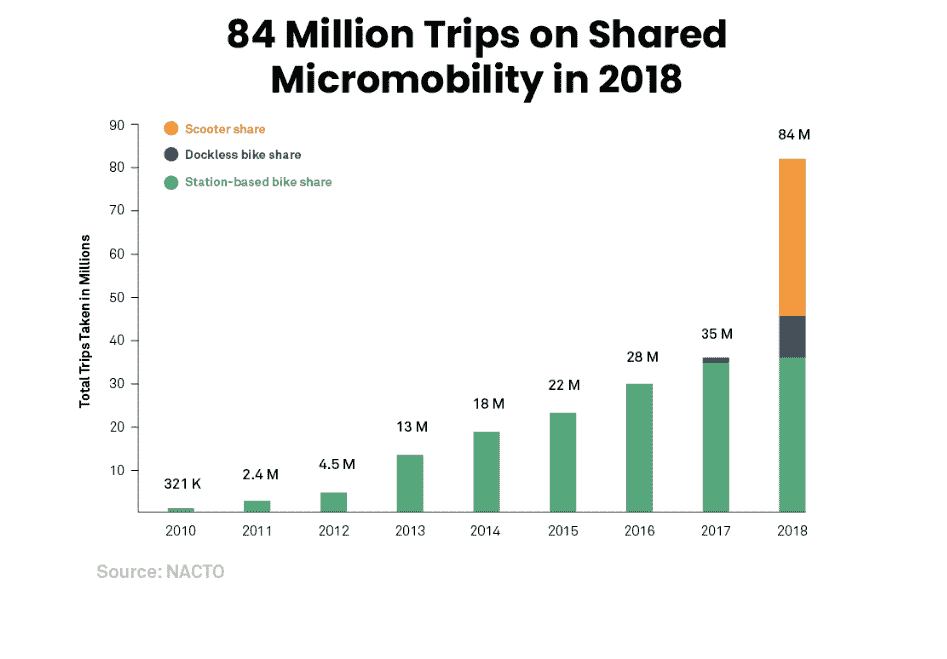 84 Million Trips on Shared
Micromobility in 2018
Total Trips Taken in Millions
90
80
70
60
50
40
30
20
10
Scooter share
Dockless bike share
Station-based bike share
321 K
2.4 M
4.5 M
13 M
18 M
22 M
28 M
35 M
84 M
2010 2011 2012 2013 2014 2015 2016 2017 2018
Source: NACTO